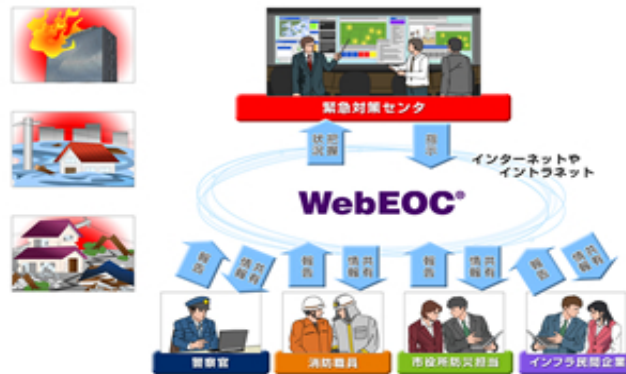 緊急対策センタ
状況
把握
指示
インターネットや
イントラネット
WebEOC®
報告
情報
共有
報告
情報
共有
報告
情報
共有
報告
情報
共有
警察官
消防職員
市役所防災担当
インフラ民間企業